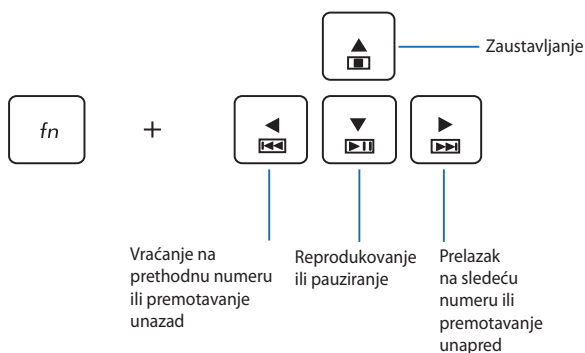 Zaustavljanje
fn
+
Vraćanje na
prethodnu numeru
ili premotavanje
unazad
Reprodukovanje
ili pauziranje
Prelazak
na sledeću
numeru ili
premotavanje
unapred